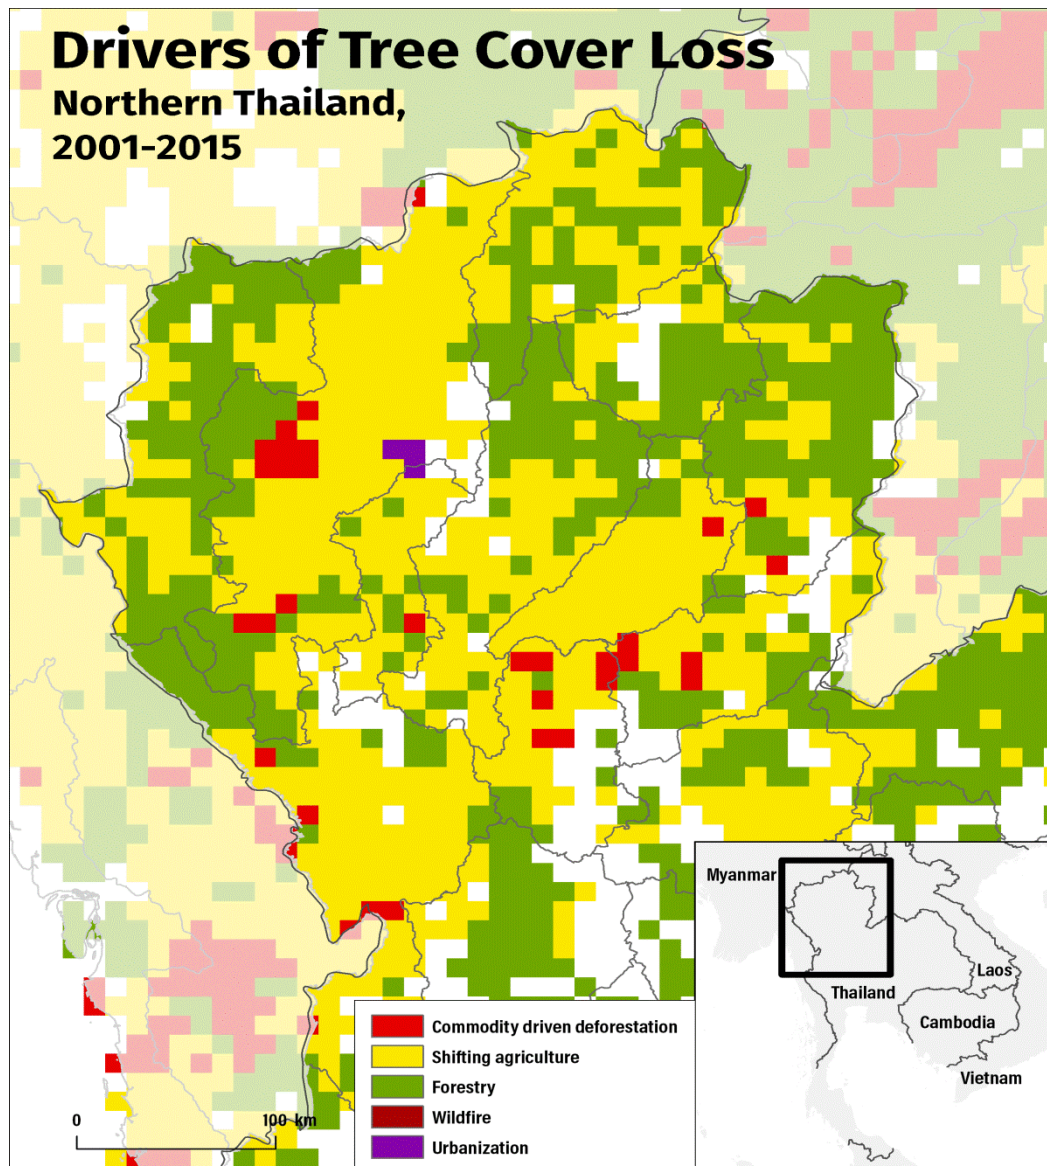 Drivers of Tree Cover Loss
Northern Thailand,
2001-2015
Myanmar
Laos
Thailand
Cambodia
Vietnam
Commodity driven deforestation
Shifting agriculture
Forestry
Wildfire
Urbanization
0 100 km